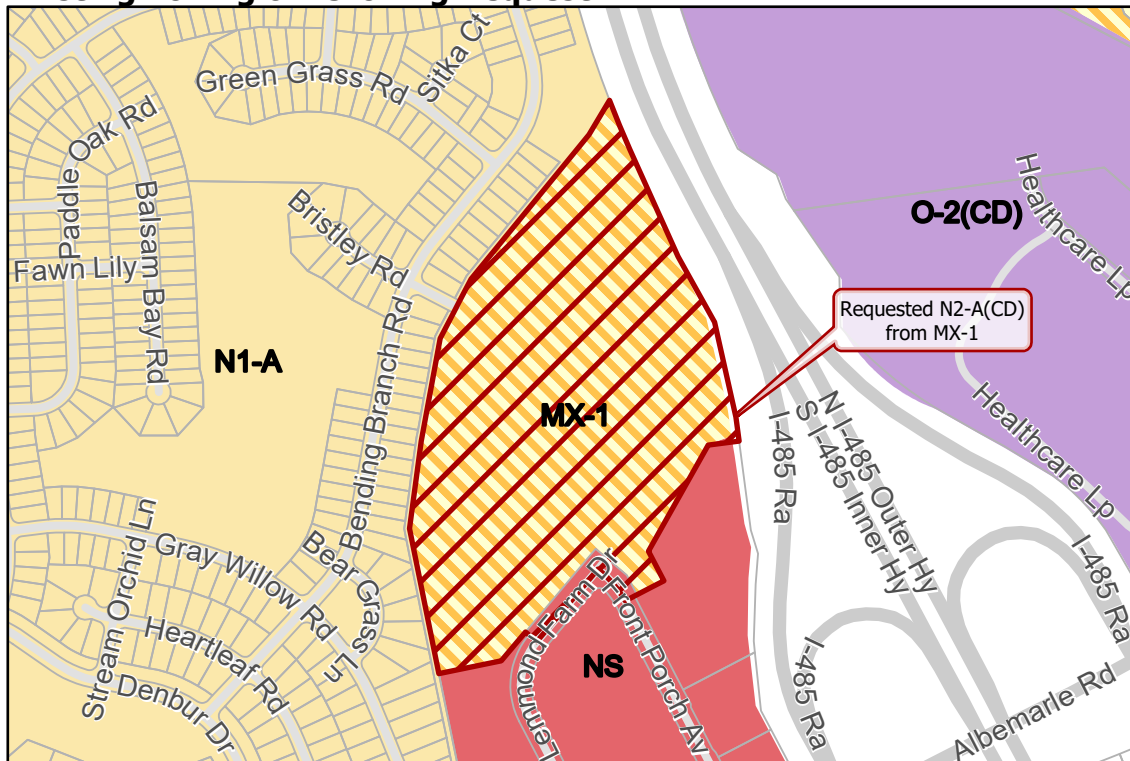 Green Grass Rd
Sitka Ct
Paddle Oak Rd
Balsam Bay Rd
Fawn Lily
Bristley Rd
Bending Branch Rd
N1-A
MX-1
O-2(CD)
Healthcare Lp
Requested N2-A(CD)
from MX-1
Healthcare Lp
I-485 Ra
S I-485 Inner Hy
N I-485 Outer Hy
I-485 Ra
I-485 Ra
Albemarle Rd
Stream Orchid Ln
Gray Willow Rd
Bear Grass Ln
Heartleaf Rd
Denbur Dr
Lemmond Farm Dr
Front Porch Av
NS